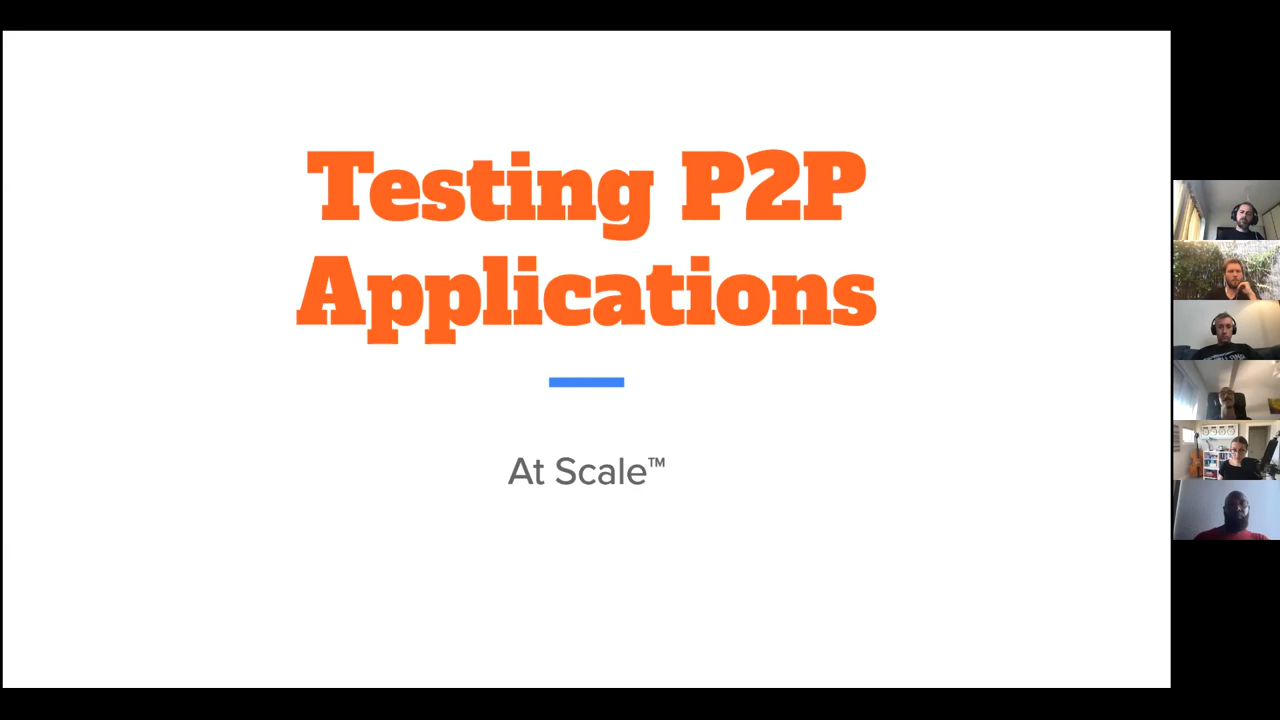 Testing P2P
Applications
At Scale™